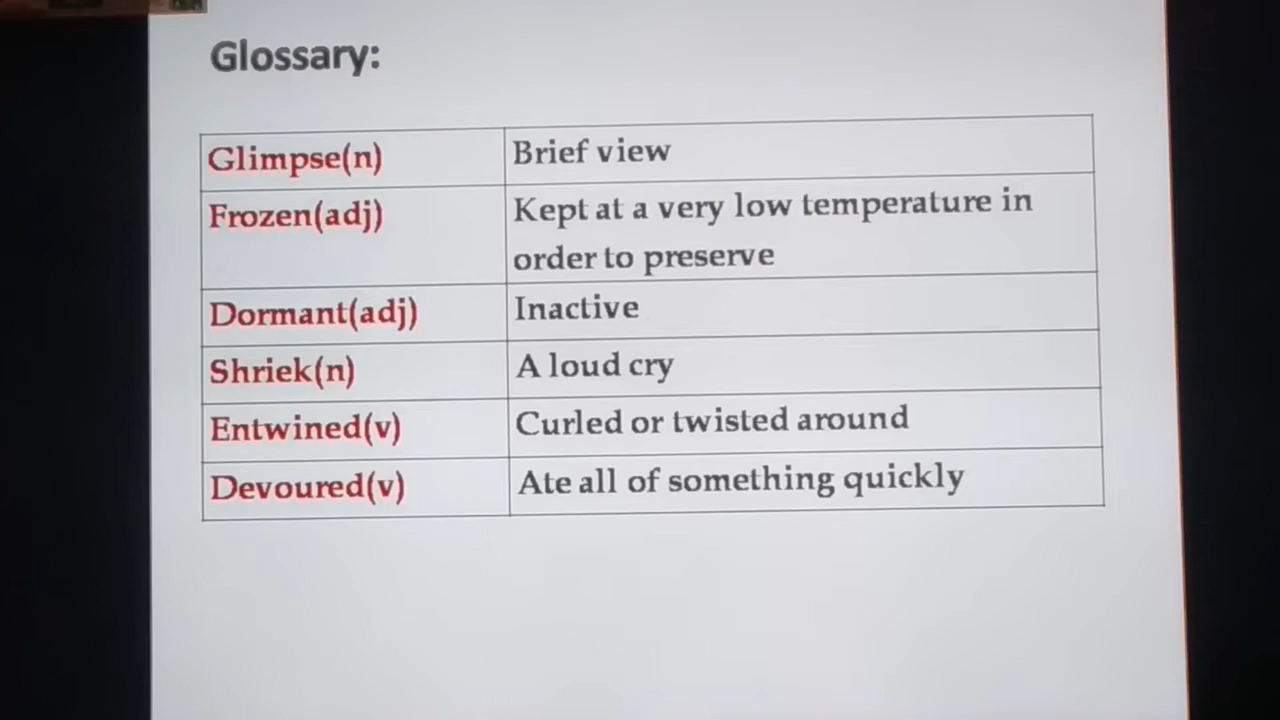 Glossary:
Glimpse(n) Brief view
Frozen(adj) Kept at a very low temperature in
order to preserve
Dormant(adj) Inactive
Shriek(n) A loud cry
Entwined(v) Curled or twisted around
Devoured(v) Ate all of something quickly